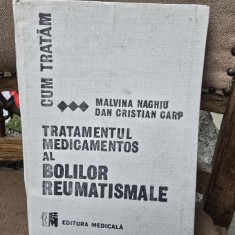 CUM TRATĂM
MALVINA NAGHIU
DAN CRISTIAN CARP
TRATAMENTUL
MEDICAMENTOS
AL
BOLILOR
REUMATISMALE
EDITURA MEDICALĂ